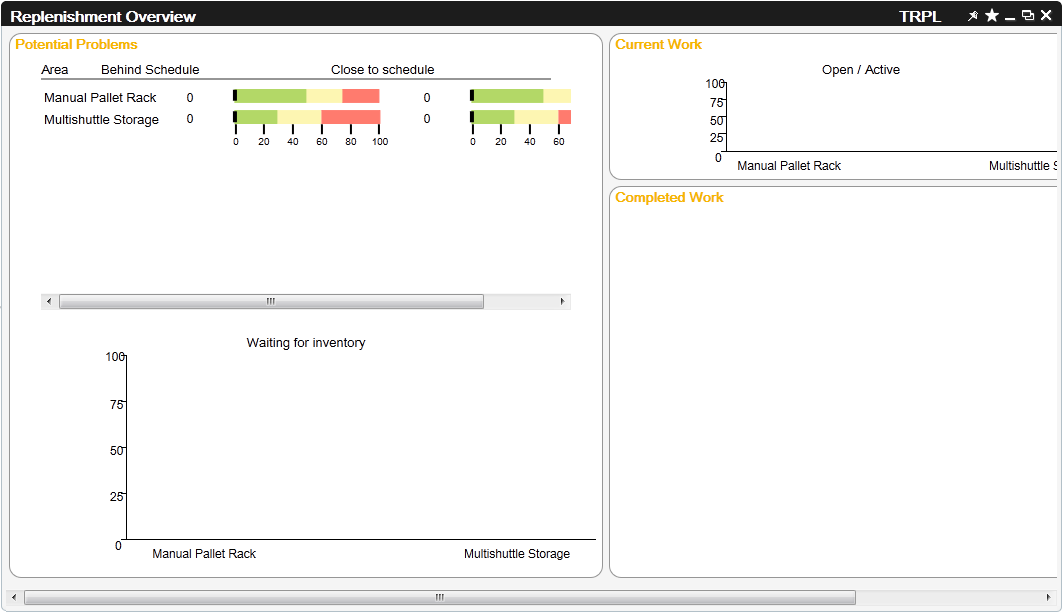 Replenishment Overview TRPL
Potential Problems
Area Behind Schedule Close to schedule
Manual Pallet Rack 0 0
Multishuttle Storage 0 0
0 20 40 60 80 100 0 20 40 60
Waiting for inventory
100
75
50
25
0
Manual Pallet Rack Multishuttle Storage
Current Work
Open / Active
100
75
50
25
0
Manual Pallet Rack Multishuttle S
Completed Work